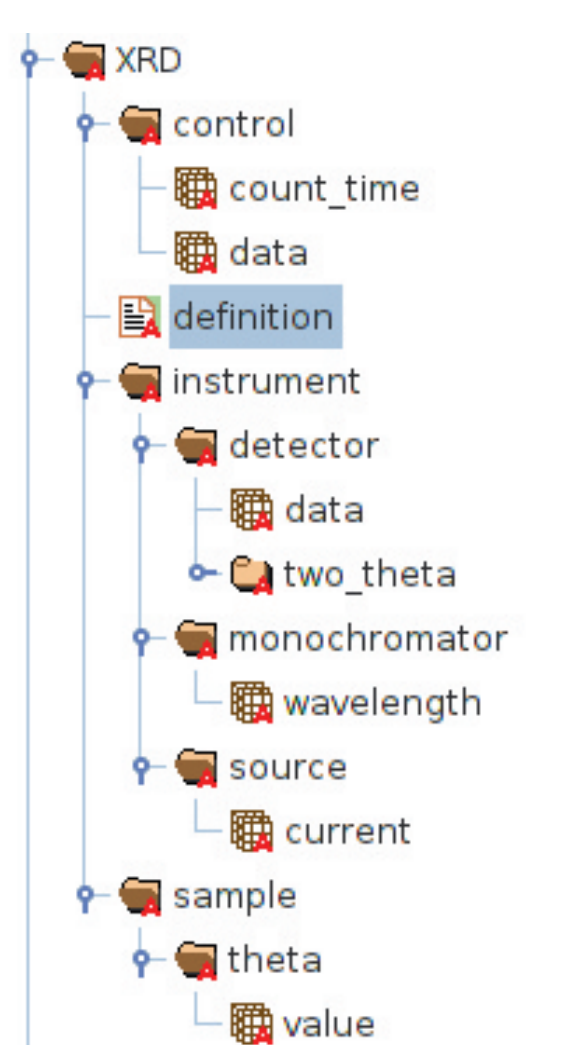 XRD
control
count_time
data
definition
instrument
detector
data
two_theta
monochromator
wavelength
source
current
sample
theta
value